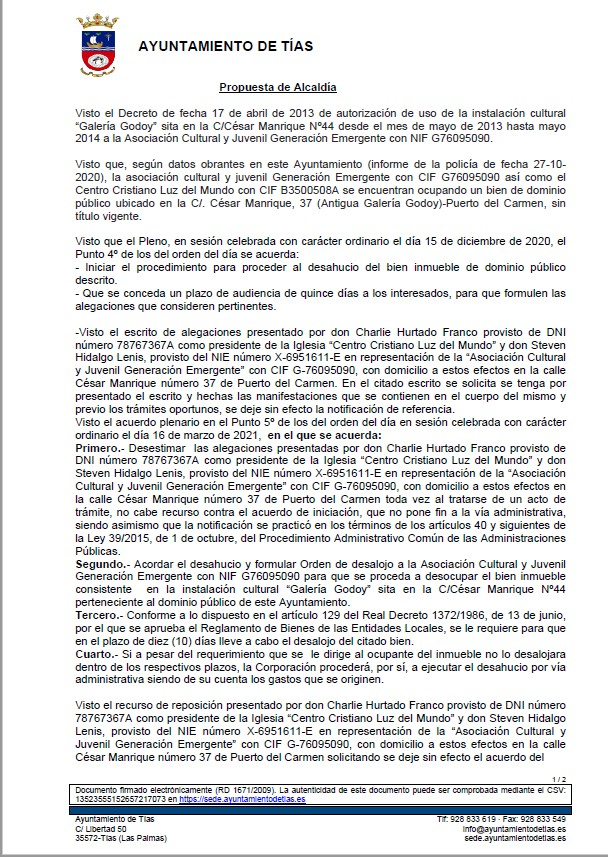 AYUNTAMIENTO DE TÍAS
Propuesta de Alcaldía
Visto el Decreto de fecha 17 de abril de 2013 de autorización de uso de la instalación cultural
“Galería Godoy” sita en la C/César Manrique Nº44 desde el mes de mayo de 2013 hasta mayo
2014 a la Asociación Cultural y Juvenil Generación Emergente con NIF G76095090.
Visto que, según datos obrantes en este Ayuntamiento (informe de la policía de fecha 27-10-
2020), la asociación cultural y juvenil Generación Emergente con CIF G76095090 así como el
Centro Cristiano Luz del Mundo con CIF B3500508A se encuentran ocupando un bien de dominio
público ubicado en la C/. César Manrique, 37 (Antigua Galería Godoy)-Puerto del Carmen, sin
título vigente.
Visto que el Pleno, en sesión celebrada con carácter ordinario el día 15 de diciembre de 2020, el
Punto 4º de los del orden del día se acuerda:
- Iniciar el procedimiento para proceder al desahucio del bien inmueble de dominio público
descrito.
- Que se conceda un plazo de audiencia de quince días a los interesados, para que formulen las
alegaciones que consideren pertinentes.
-Visto el escrito de alegaciones presentado por don Charlie Hurtado Franco provisto de DNI
número 78767367A como presidente de la Iglesia “Centro Cristiano Luz del Mundo” y don Steven
Hidalgo Lenis, provisto del NIE número X-6951611-E en representación de la “Asociación Cultural
y Juvenil Generación Emergente” con CIF G-76095090, con domicilio a estos efectos en la calle
César Manrique número 37 de Puerto del Carmen. En el citado escrito se solicita se tenga por
presentado el escrito y hechas las manifestaciones que se contienen en el cuerpo del mismo y
previo los trámites oportunos, se deje sin efecto la notificación de referencia.
Visto el acuerdo plenario en el Punto 5º de los del orden del día en sesión celebrada con carácter
ordinario el día 16 de marzo de 2021, en el que se acuerda:
Primero.- Desestimar las alegaciones presentadas por don Charlie Hurtado Franco provisto de
DNI número 78767367A como presidente de la Iglesia “Centro Cristiano Luz del Mundo” y don
Steven Hidalgo Lenis, provisto del NIE número X-6951611-E en representación de la “Asociación
Cultural y Juvenil Generación Emergente” con CIF G-76095090, con domicilio a estos efectos en
la calle César Manrique número 37 de Puerto del Carmen toda vez al tratarse de un acto de
trámite, no cabe recurso contra el acuerdo de iniciación, que no pone fin a la vía administrativa,
siendo asimismo que la notificación se practicó en los términos de los artículos 40 y siguientes de
la Ley 39/2015, de 1 de octubre, del Procedimiento Administrativo Común de las Administraciones
Públicas.
Segundo.- Acordar el desahucio y formular Orden de desalojo a la Asociación Cultural y Juvenil
Generación Emergente con NIF G76095090 para que se proceda a desocupar el bien inmueble
consistente en la instalación cultural “Galería Godoy” sita en la C/César Manrique Nº44
perteneciente al dominio público de este Ayuntamiento.
Tercero.- Conforme a lo dispuesto en el artículo 129 del Real Decreto 1372/1986, de 13 de junio,
por el que se aprueba el Reglamento de Bienes de las Entidades Locales, se le requiere para que
en el plazo de diez (10) días lleve a cabo el desalojo del citado bien.
Cuarto.- Si a pesar del requerimiento que se le dirige al ocupante del inmueble no lo desalojara
dentro de los respectivos plazos, la Corporación procederá, por sí, a ejecutar el desahucio por vía
administrativa siendo de su cuenta los gastos que se originen.
Visto el recurso de reposición presentado por don Charlie Hurtado Franco provisto de DNI número
78767367A como presidente de la Iglesia “Centro Cristiano Luz del Mundo” y don Steven Hidalgo
Lenis, provisto del NIE número X-6951611-E en representación de la “Asociación Cultural y
Juvenil Generación Emergente” con CIF G-76095090, con domicilio a estos efectos en la calle
César Manrique número 37 de Puerto del Carmen solicitando se deje sin efecto el acuerdo del
1 / 2
Documento firmado electrónicamente (RD 1671/2009). La autenticidad de este documento puede ser comprobada mediante el CSV:
13523555152657217073 en https://sede.ayuntamientodetias.es
Ayuntamiento de Tías
C/ Libertad 50
35572-Tías (Las Palmas)
Tlf: 928 833 619 · Fax: 928 833 549
info@ayuntamientodetias.es
sede.ayuntamientodetias.es